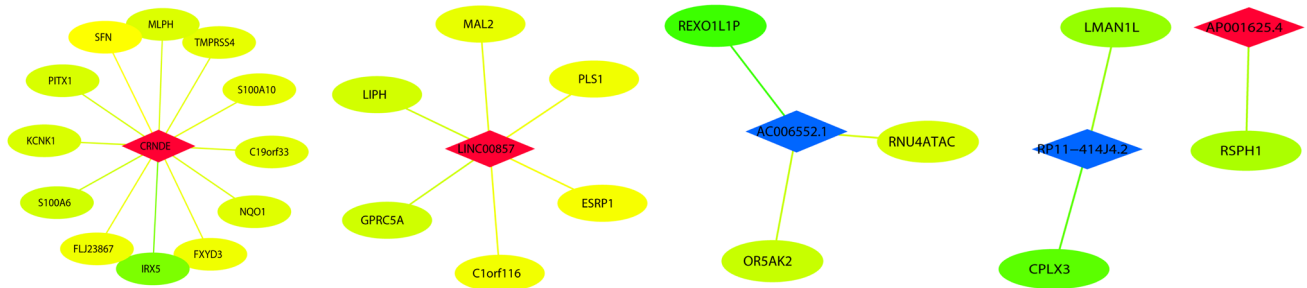 MLPH
SFN
TMPRSS4
PITX1
S100A10
KCNK1
CRNDE
C19orf33
S100A6
NQO1
FLJ23867
FXYD3
IRX5
MAL2
PLS1
LIPH
LINC00857
ESRP1
GPRC5A
C1orf116
REXO1L1P
AC006552.1
RNU4ATAC
OR5AK2
LMAN1L
RP11−414J4.2
CPLX3
AP001625.4
RSPH1